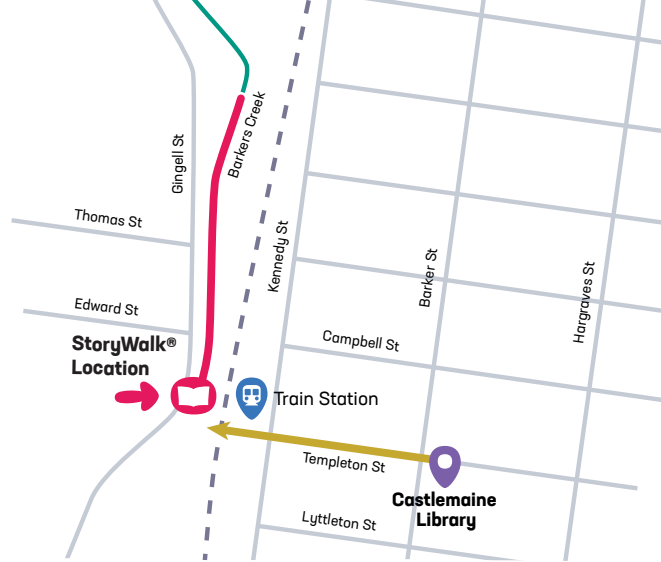 Gingell St
Barkers Creek
Thomas St
Kennedy St
Barker St
Hargraves St
Edward St
StoryWalk®
Location
Campbell St
Train Station
Templeton St
Castlemaine
Library
Lyttleton St